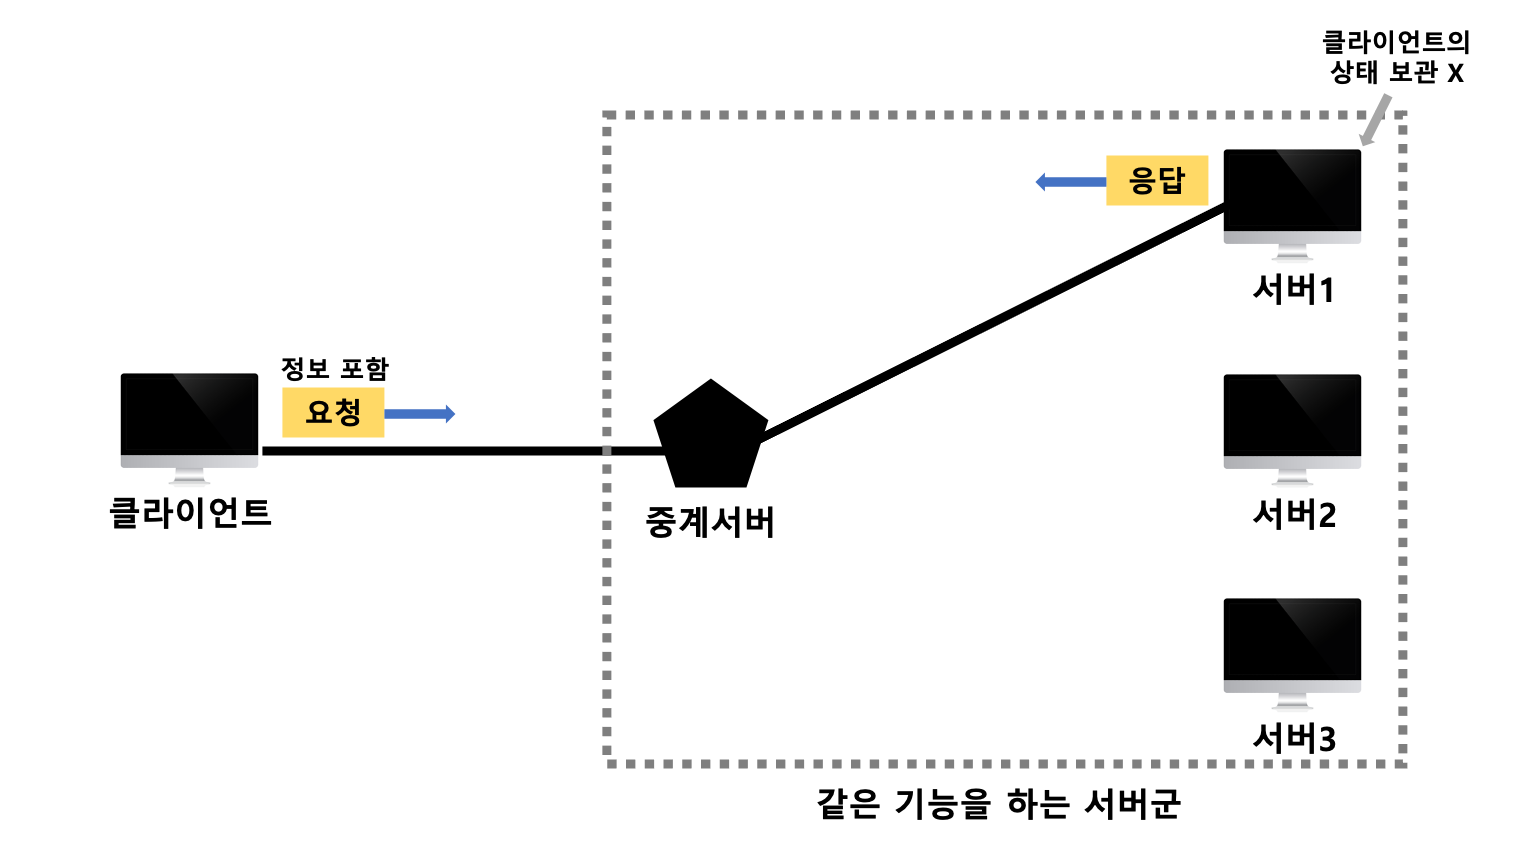 클라이언트의
상태 보관 X
응답
서버1
정보 포함
요청
클라이언트
중계서버
서버2
서버3
같은 기능을 하는 서버군